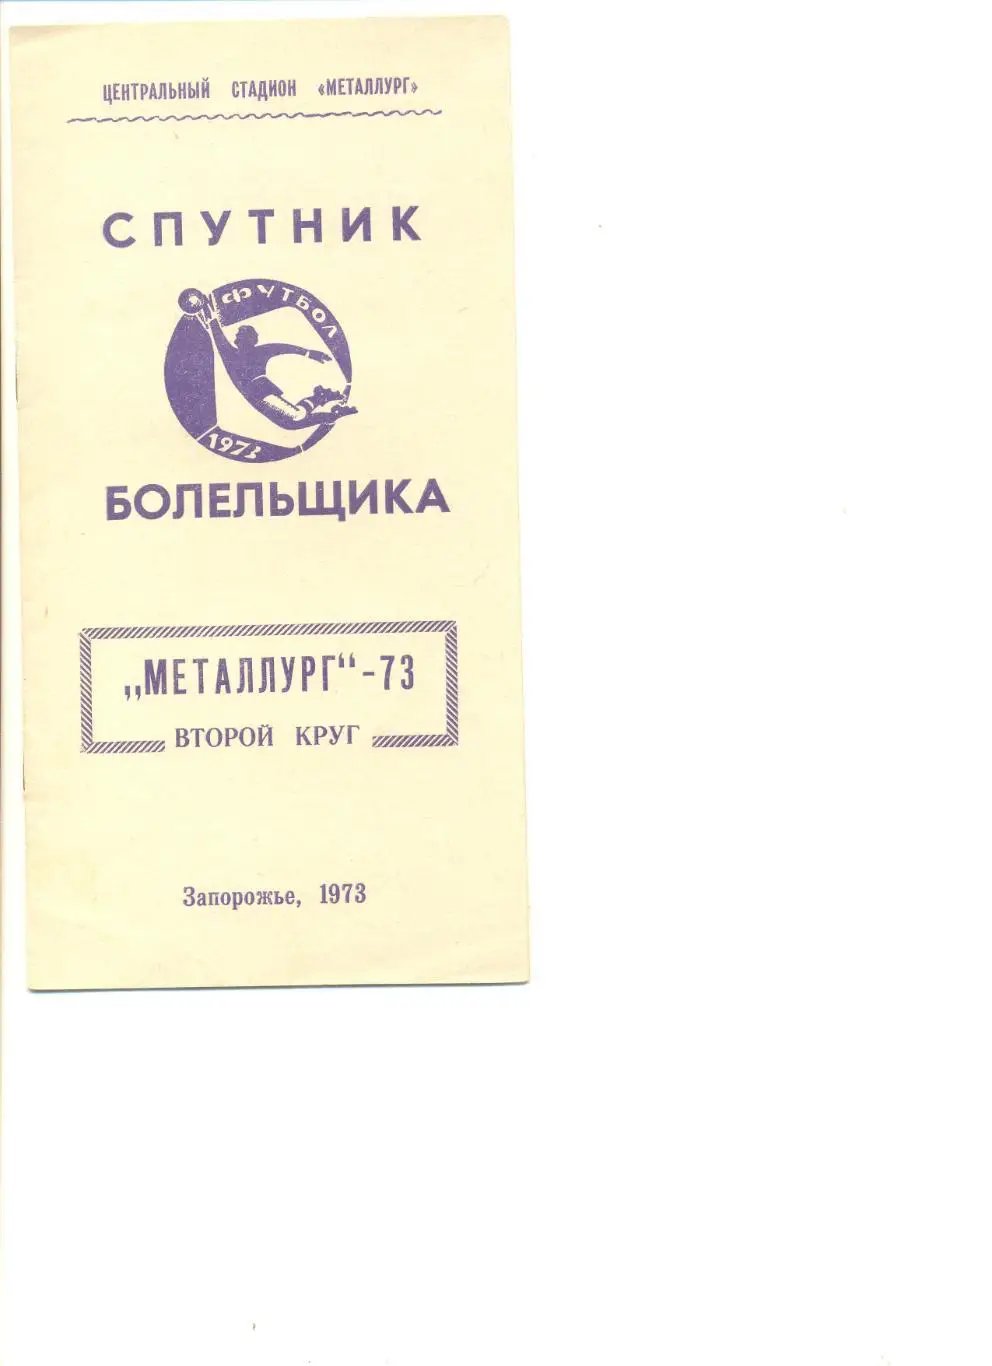 ЦЕНТРАЛЬНЫЙ СТАДИОН «МЕТАЛЛУРГ»
СПУТНИК
ФУТБОЛ
1973
БОЛЕЛЬЩИКА
„МЕТАЛЛУРГ“-73
ВТОРОЙ КРУГ
Запорожье, 1973